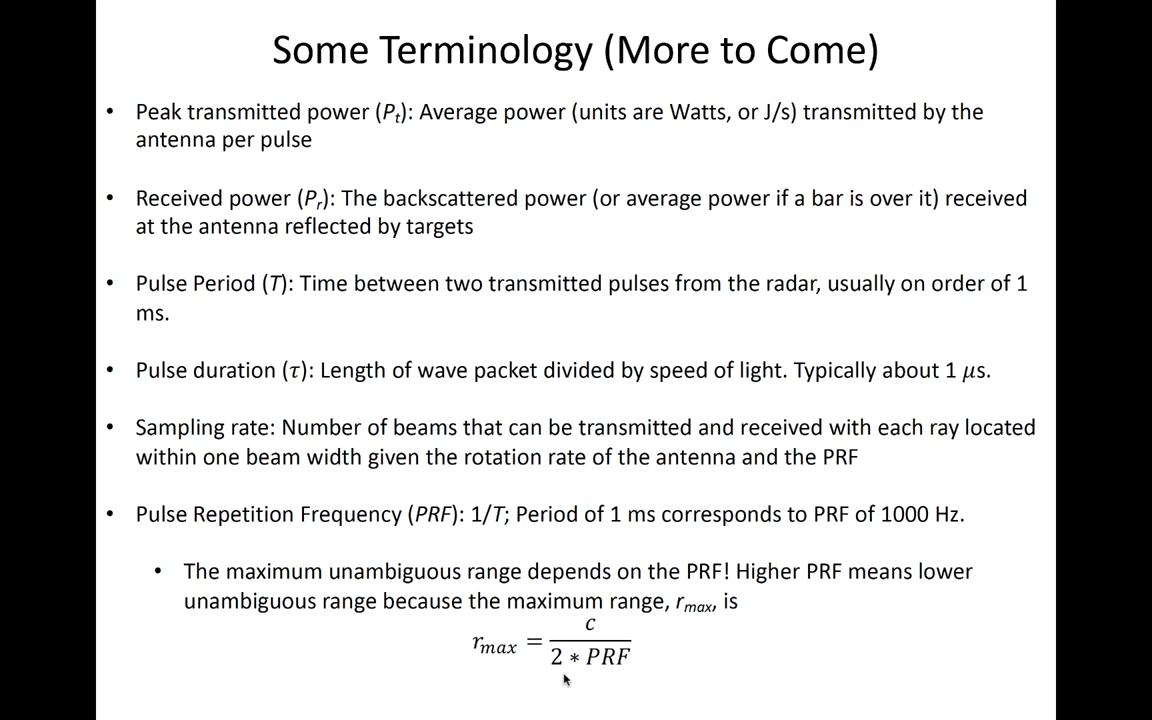 Some Terminology (More to Come)
• Peak transmitted power (Pt): Average power (units are Watts, or J/s) transmitted by the
antenna per pulse
• Received power (Pr): The backscattered power (or average power if a bar is over it) received
at the antenna reflected by targets
• Pulse Period (T): Time between two transmitted pulses from the radar, usually on order of 1
ms.
• Pulse duration (τ): Length of wave packet divided by speed of light. Typically about 1 μs.
• Sampling rate: Number of beams that can be transmitted and received with each ray located
within one beam width given the rotation rate of the antenna and the PRF
• Pulse Repetition Frequency (PRF): 1/T; Period of 1 ms corresponds to PRF of 1000 Hz.
• The maximum unambiguous range depends on the PRF! Higher PRF means lower
unambiguous range because the maximum range, rmax, is
rmax = c / 2 * PRF